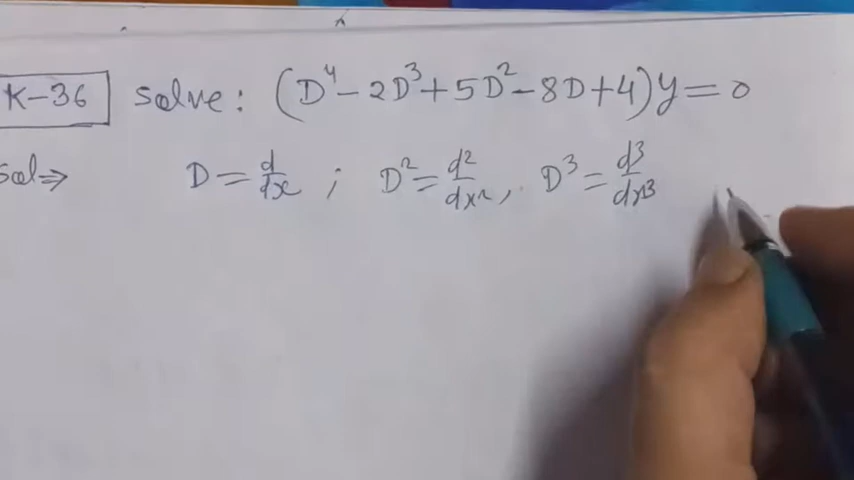 K-36 solve: (D⁴ - 2D³ + 5D² - 8D + 4)y = 0
Sol⇒ D = d/dx ; D² = d²/dx², D³ = d³/dx³